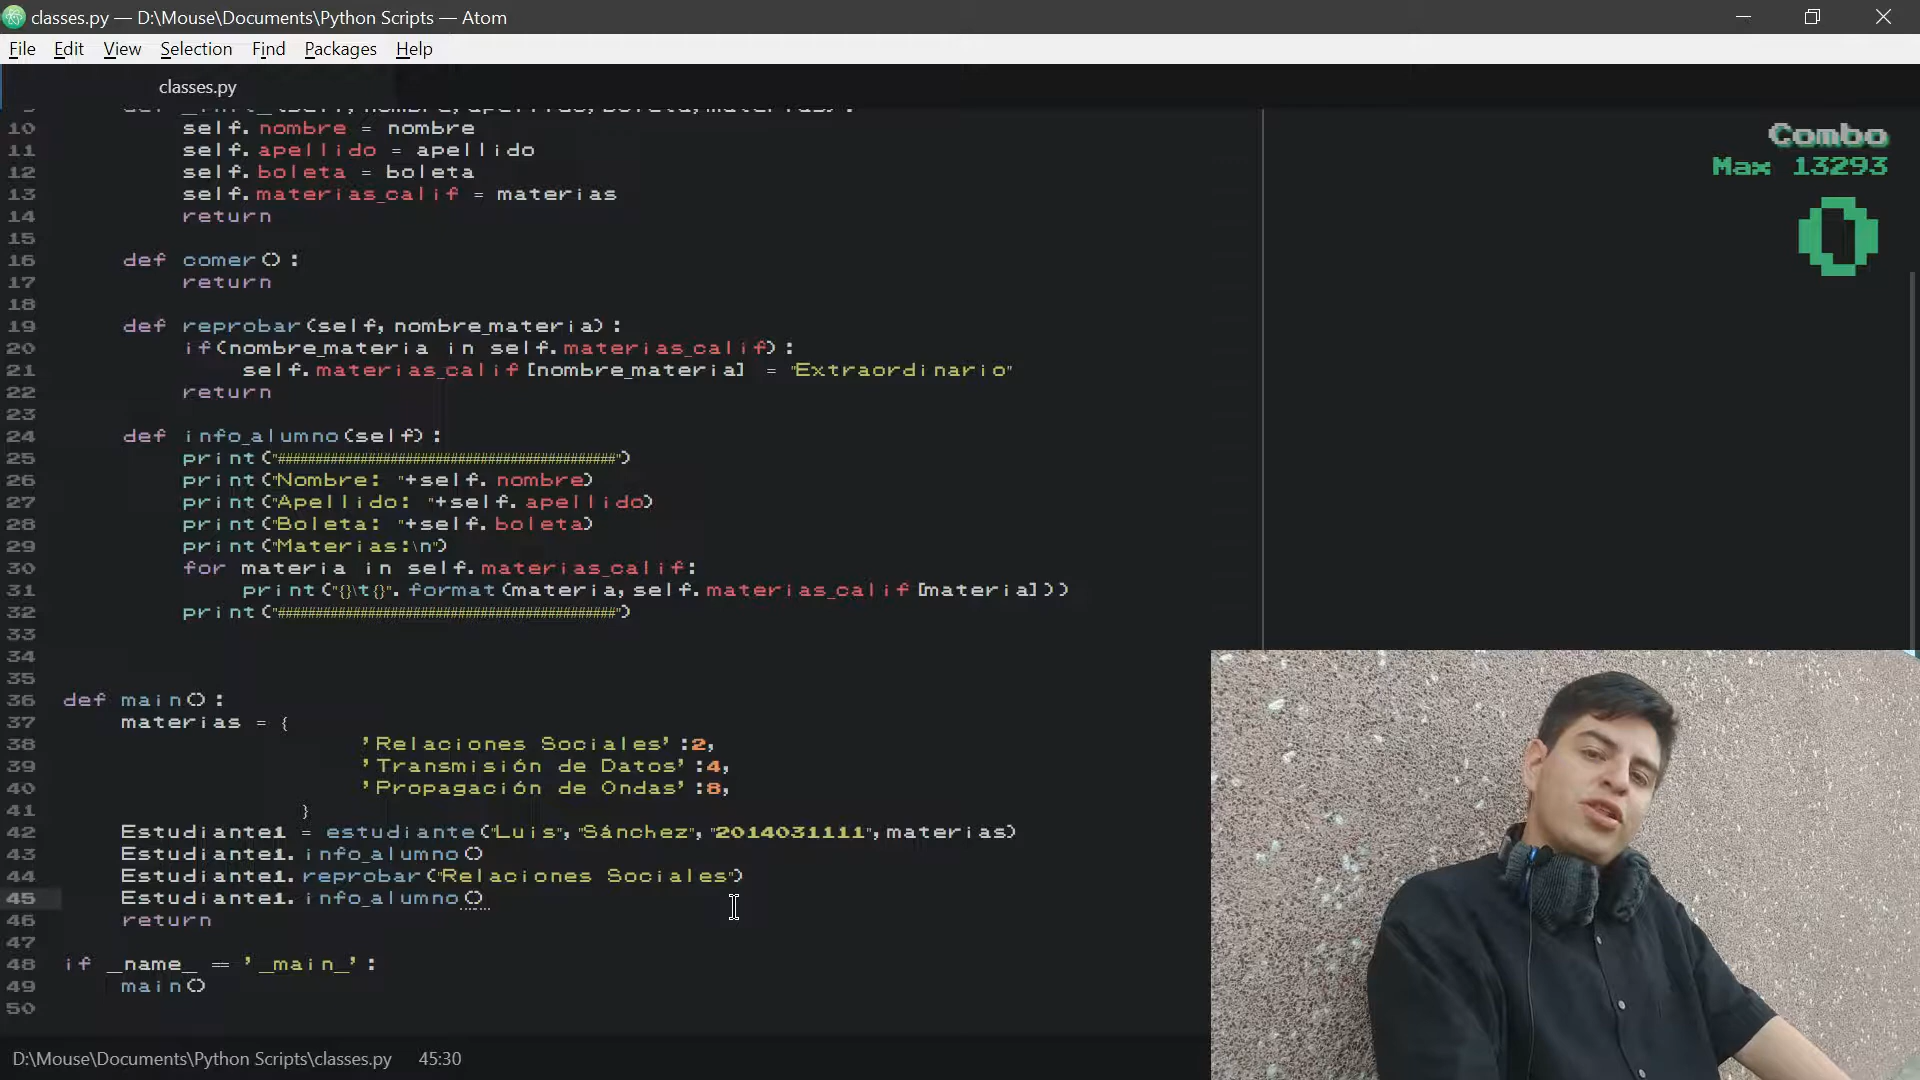 classes.py — D:\Mouse\Documents\Python Scripts — Atom
File Edit View Selection Find Packages Help
classes.py
Combo
Max 13293
0
10 self.nombre = nombre
11 self.apellido = apellido
12 self.boleta = boleta
13 self.materias_calif = materias
14 return
15
16 def comer():
17 return
18
19 def reprobar(self, nombre_materia):
20 if(nombre_materia in self.materias_calif):
21 self.materias_calif[nombre_materia] = "Extraordinario"
22 return
23
24 def info_alumno(self):
25 print("##########################################")
26 print("Nombre: "+self.nombre)
27 print("Apellido: "+self.apellido)
28 print("Boleta: "+self.boleta)
29 print("Materias:\n")
30 for materia in self.materias_calif:
31 print("{}\t{}".format(materia,self.materias_calif[materia]))
32 print("##########################################")
33
34
35
36 def main():
37 materias = {
38 'Relaciones Sociales':2,
39 'Transmisión de Datos':4,
40 'Propagación de Ondas':8,
41 }
42 Estudiante1 = estudiante("Luis","Sánchez","2014031111",materias)
43 Estudiante1.info_alumno()
44 Estudiante1.reprobar("Relaciones Sociales")
45 Estudiante1.info_alumno()
46 return
47
48 if __name__ == '__main__':
49 main()
50
D:\Mouse\Documents\Python Scripts\classes.py 45:30